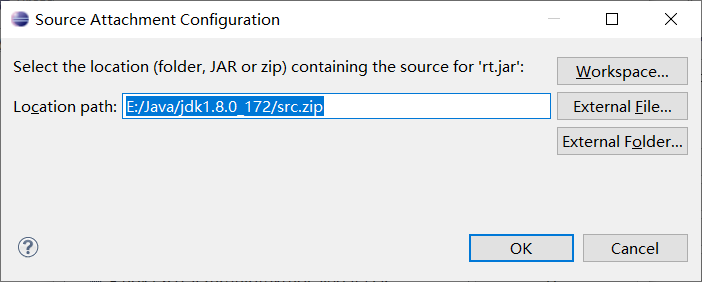 Source Attachment Configuration
Select the location (folder, JAR or zip) containing the source for 'rt.jar':
Workspace...
Location path: E:/Java/jdk1.8.0_172/src.zip
External File...
External Folder...
OK
Cancel